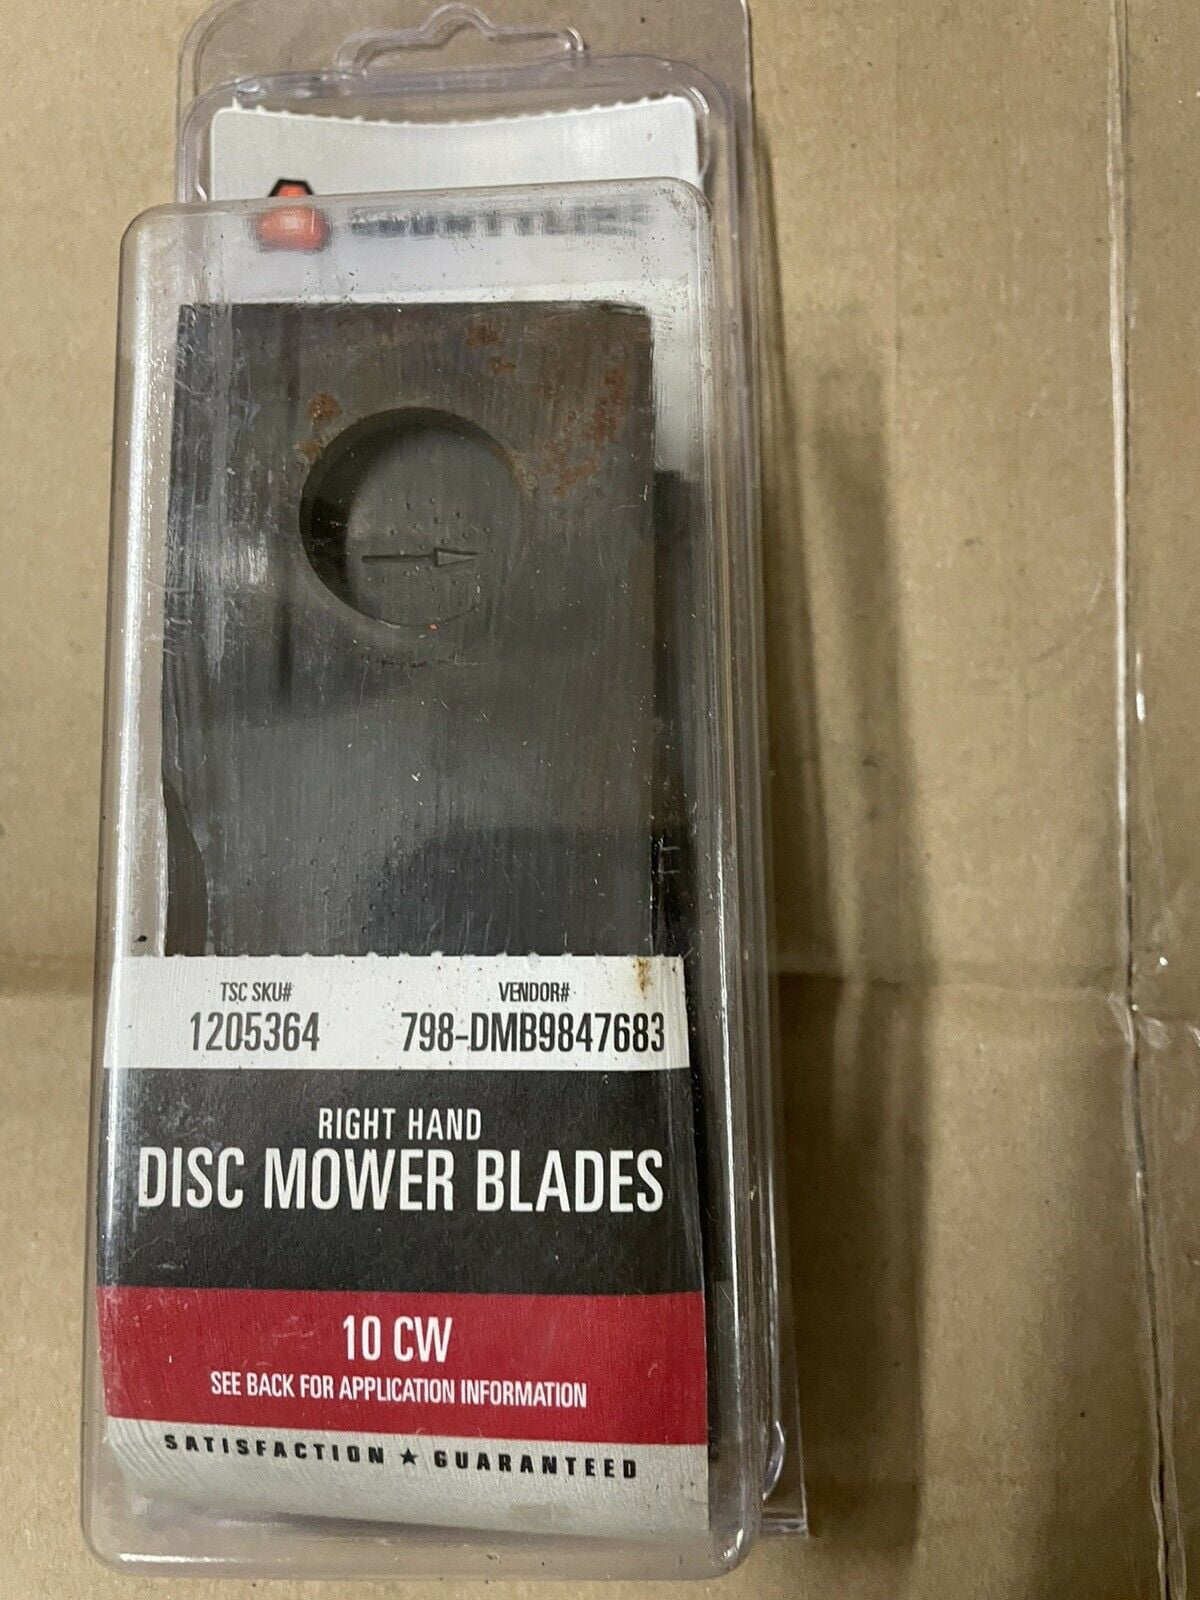 TSC SKU# VENDOR#
1205364 798-DMB9847683
RIGHT HAND
DISC MOWER BLADES
10 CW
SEE BACK FOR APPLICATION INFORMATION
SATISFACTION ★ GUARANTEED